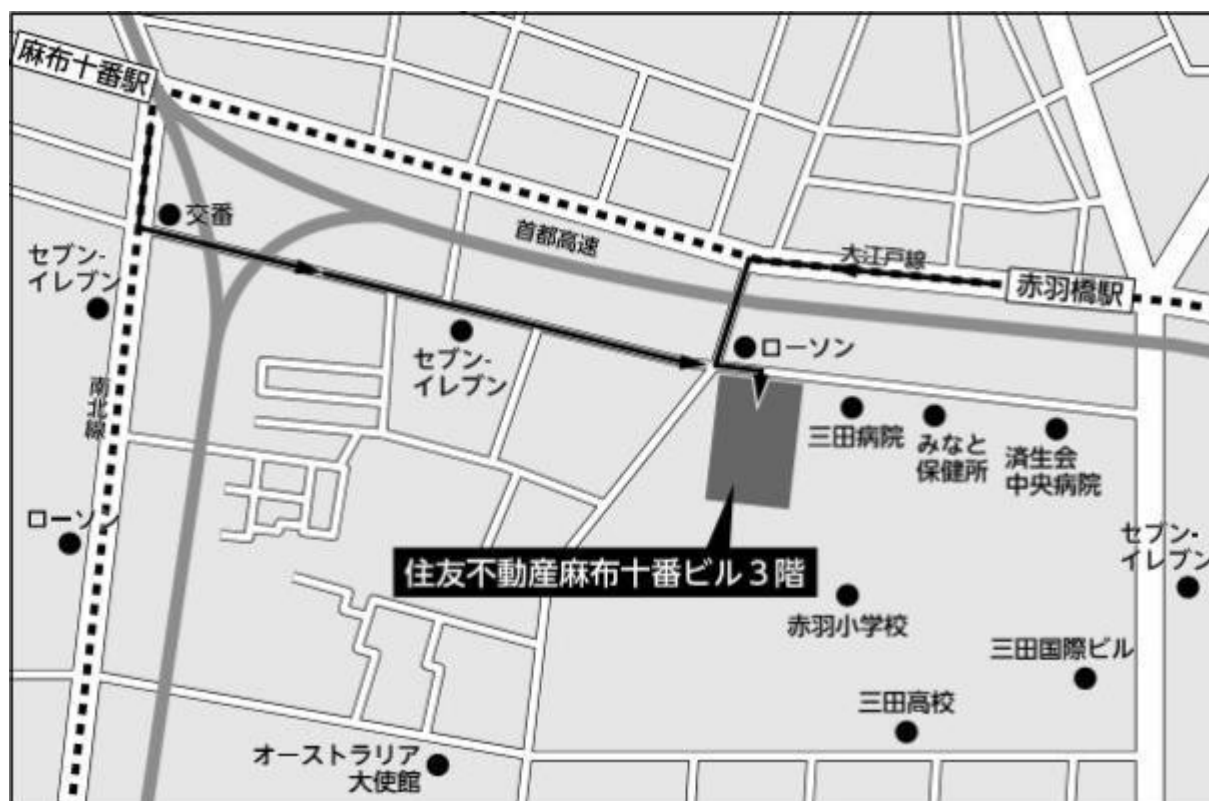 麻布十番駅
交番
セブン-
イレブン
首都高速
大江戸線
赤羽橋駅
セブン-
イレブン
ローソン
南北線
三田病院
みなと
保健所
済生会
中央病院
ローソン
住友不動産麻布十番ビル3階
セブン-
イレブン
赤羽小学校
三田国際ビル
三田高校
オーストラリア
大使館